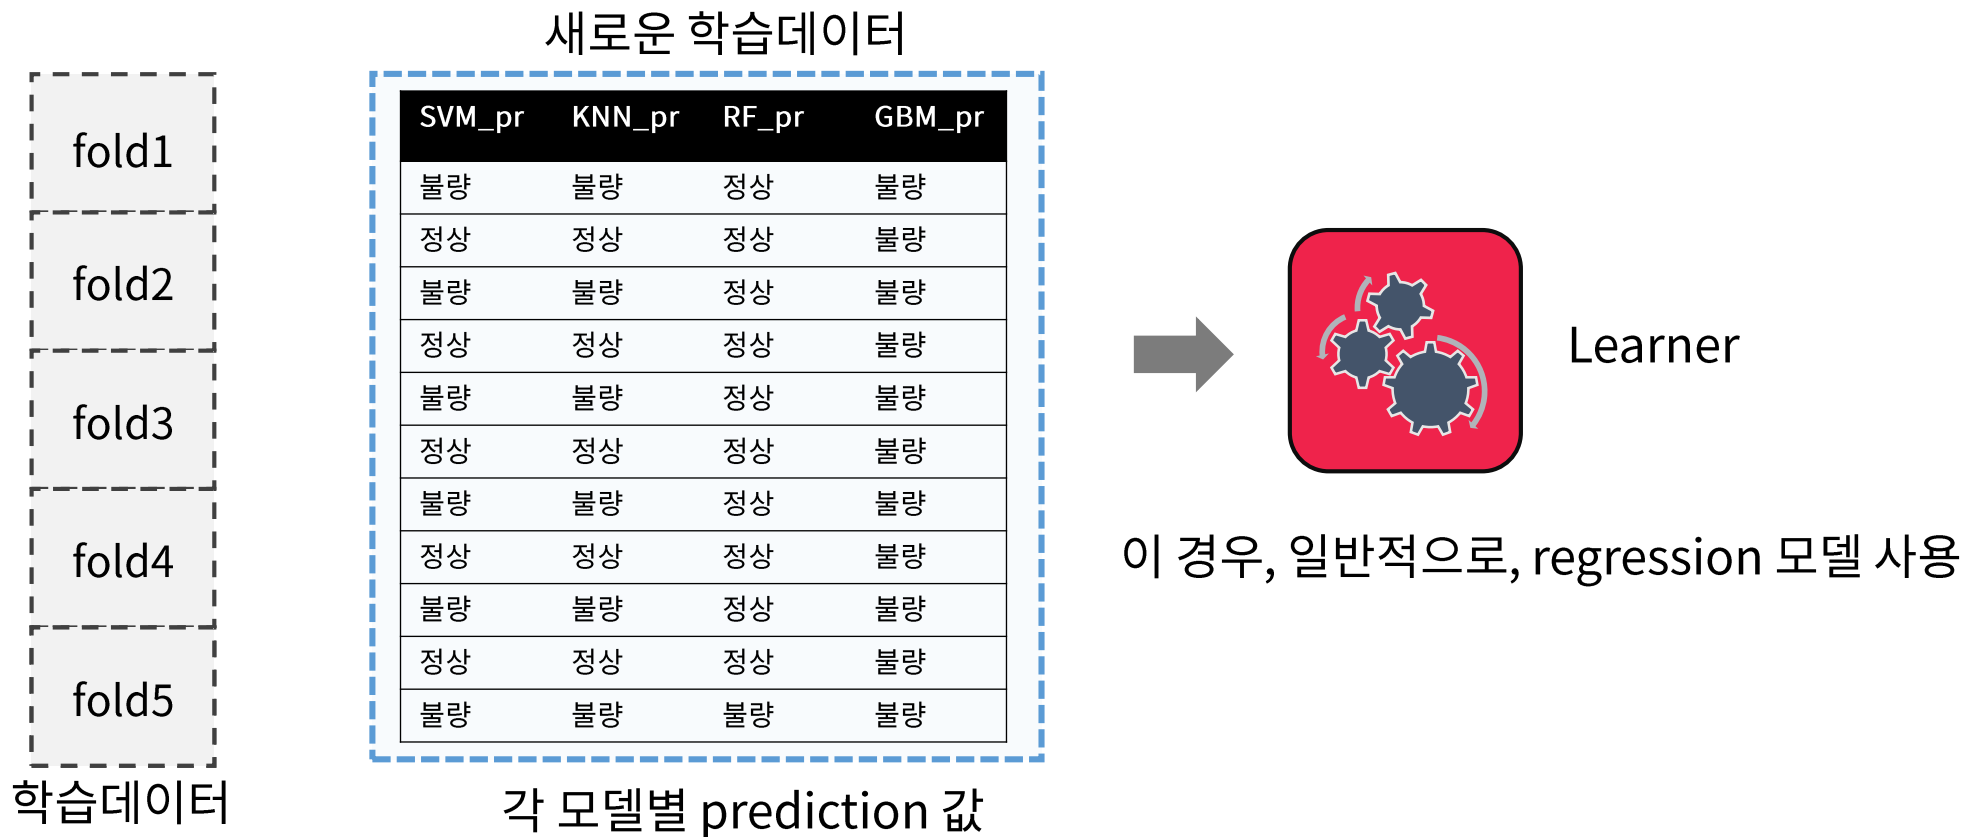 새로운 학습데이터
fold1
fold2
fold3
fold4
fold5
학습데이터
SVM_pr KNN_pr RF_pr GBM_pr
불량 불량 정상 불량
정상 정상 정상 불량
불량 불량 정상 불량
정상 정상 정상 불량
불량 불량 정상 불량
정상 정상 정상 불량
불량 불량 정상 불량
정상 정상 정상 불량
불량 불량 정상 불량
정상 정상 정상 불량
불량 불량 불량 불량
각 모델별 prediction 값
Learner
이 경우, 일반적으로, regression 모델 사용